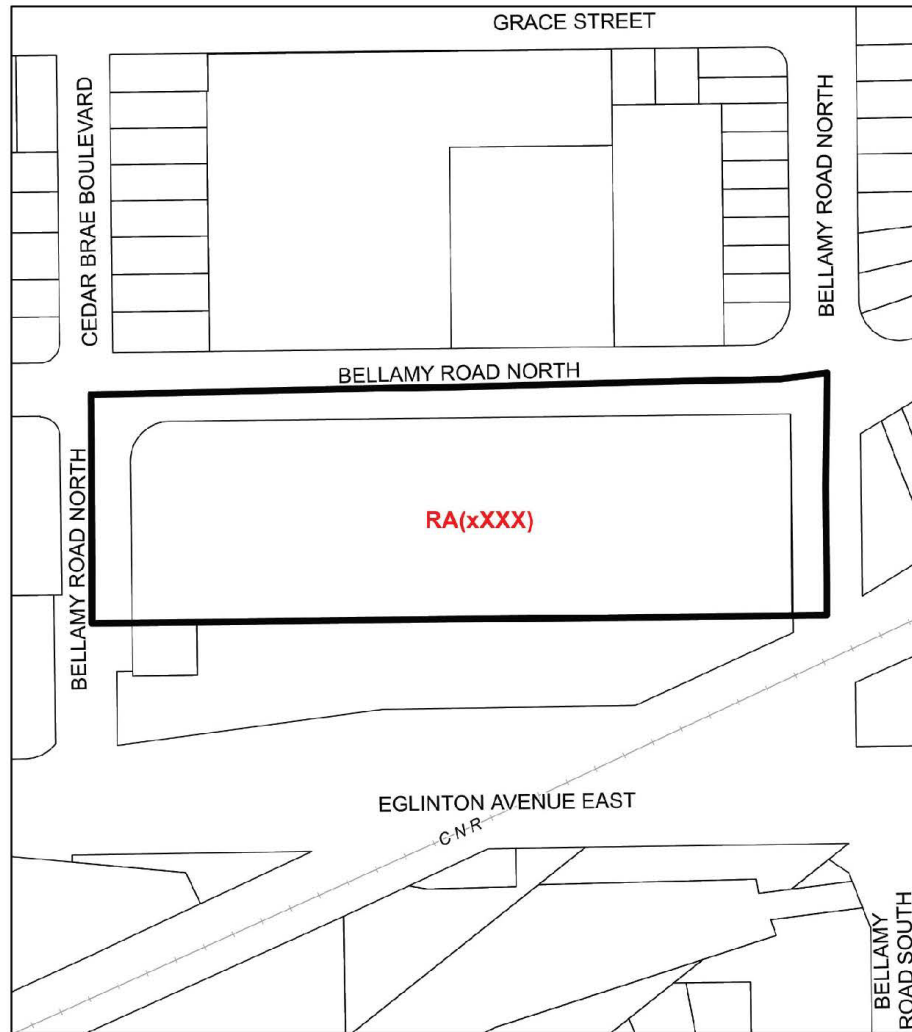 GRACE STREET
CEDAR BRAE BOULEVARD
BELLAMY ROAD NORTH
BELLAMY ROAD NORTH
BELLAMY ROAD NORTH
RA(xXXX)
EGLINTON AVENUE EAST
CNR
BELLAMY
ROAD SOUTH